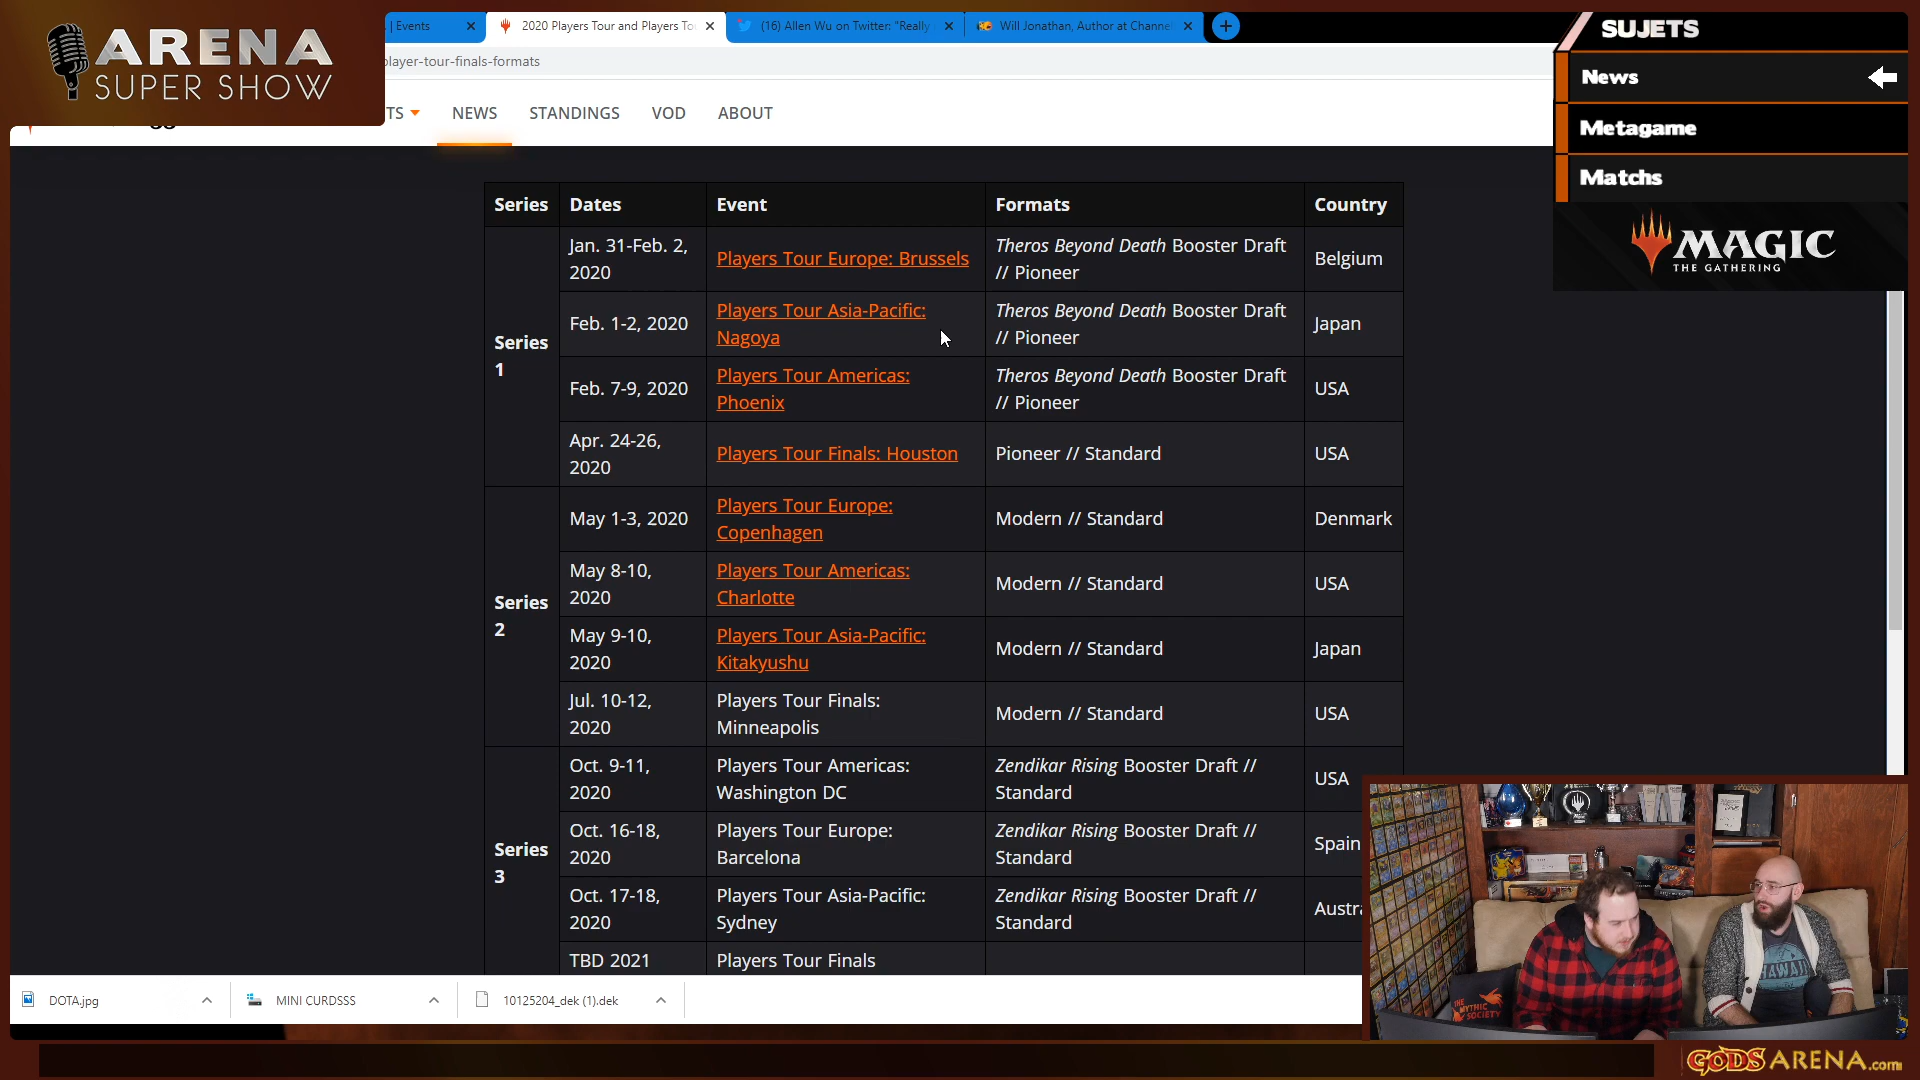 ARENA
SUPER SHOW
| Events
2020 Players Tour and Players To
(16) Allen Wu on Twitter: "Really
Will Jonathan, Author at Channe
layer-tour-finals-formats
TS
NEWS
STANDINGS
VOD
ABOUT
SUJETS
News
Metagame
Matchs
MAGIC
THE GATHERING
Series Dates Event Formats Country
Series 1
Jan. 31-Feb. 2, 2020 Players Tour Europe: Brussels Theros Beyond Death Booster Draft // Pioneer Belgium
Feb. 1-2, 2020 Players Tour Asia-Pacific: Nagoya Theros Beyond Death Booster Draft // Pioneer Japan
Feb. 7-9, 2020 Players Tour Americas: Phoenix Theros Beyond Death Booster Draft // Pioneer USA
Apr. 24-26, 2020 Players Tour Finals: Houston Pioneer // Standard USA
Series 2
May 1-3, 2020 Players Tour Europe: Copenhagen Modern // Standard Denmark
May 8-10, 2020 Players Tour Americas: Charlotte Modern // Standard USA
May 9-10, 2020 Players Tour Asia-Pacific: Kitakyushu Modern // Standard Japan
Jul. 10-12, 2020 Players Tour Finals: Minneapolis Modern // Standard USA
Series 3
Oct. 9-11, 2020 Players Tour Americas: Washington DC Zendikar Rising Booster Draft // Standard USA
Oct. 16-18, 2020 Players Tour Europe: Barcelona Zendikar Rising Booster Draft // Standard Spain
Oct. 17-18, 2020 Players Tour Asia-Pacific: Sydney Zendikar Rising Booster Draft // Standard Austra
TBD 2021 Players Tour Finals
DOTA.jpg
MINI CURDSSS
10125204_dek (1).dek
THE MYTHIC SOCIETY
HAWAII
GODSARENA.com